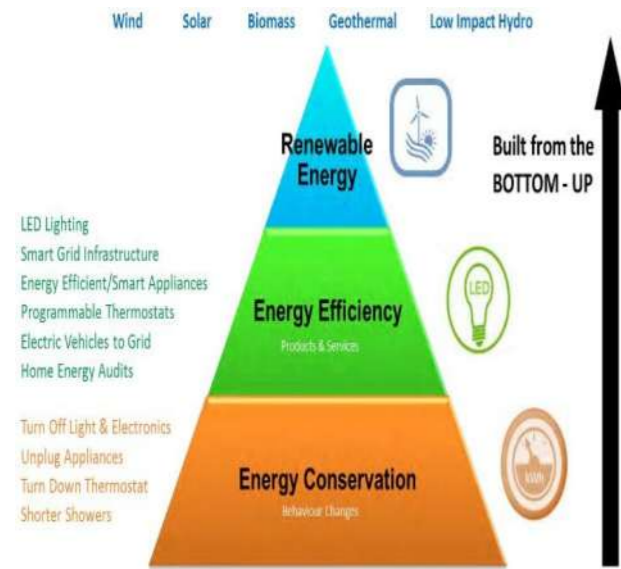 Wind Solar Biomass Geothermal Low Impact Hydro
Renewable
Energy
Built from the
BOTTOM - UP
LED Lighting
Smart Grid Infrastructure
Energy Efficient/Smart Appliances
Programmable Thermostats
Electric Vehicles to Grid
Home Energy Audits
Energy Efficiency
Products & Services
LED
Turn Off Light & Electronics
Unplug Appliances
Turn Down Thermostat
Shorter Showers
Energy Conservation
Behaviour Changes
kWh